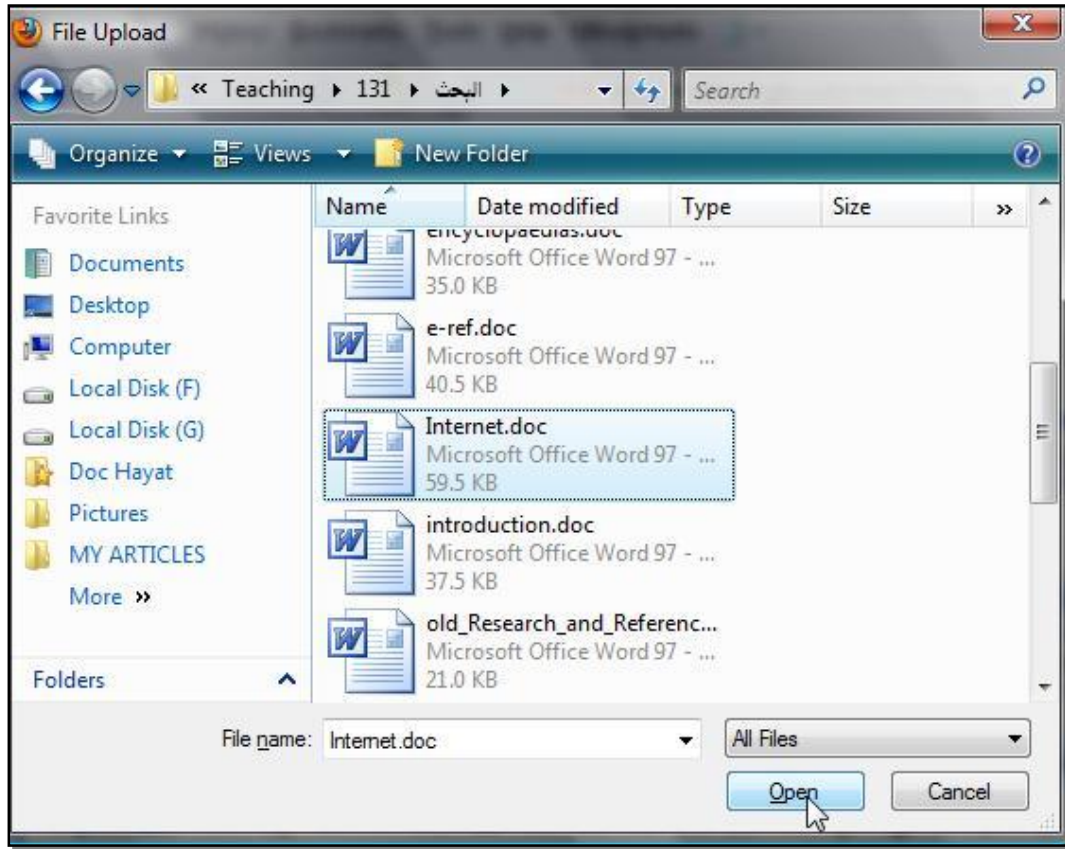 File Upload
« Teaching ▸ 131 ▸ البحث ▸
Search
Organize Views New Folder
Favorite Links
Documents
Desktop
Computer
Local Disk (F)
Local Disk (G)
Doc Hayat
Pictures
MY ARTICLES
More »
Folders
Name Date modified Type Size »
encyclopaedias.doc
Microsoft Office Word 97 - ...
35.0 KB
e-ref.doc
Microsoft Office Word 97 - ...
40.5 KB
Internet.doc
Microsoft Office Word 97 - ...
59.5 KB
introduction.doc
Microsoft Office Word 97 - ...
37.5 KB
old_Research_and_Referenc...
Microsoft Office Word 97 - ...
21.0 KB
File name: Internet.doc All Files
Open Cancel